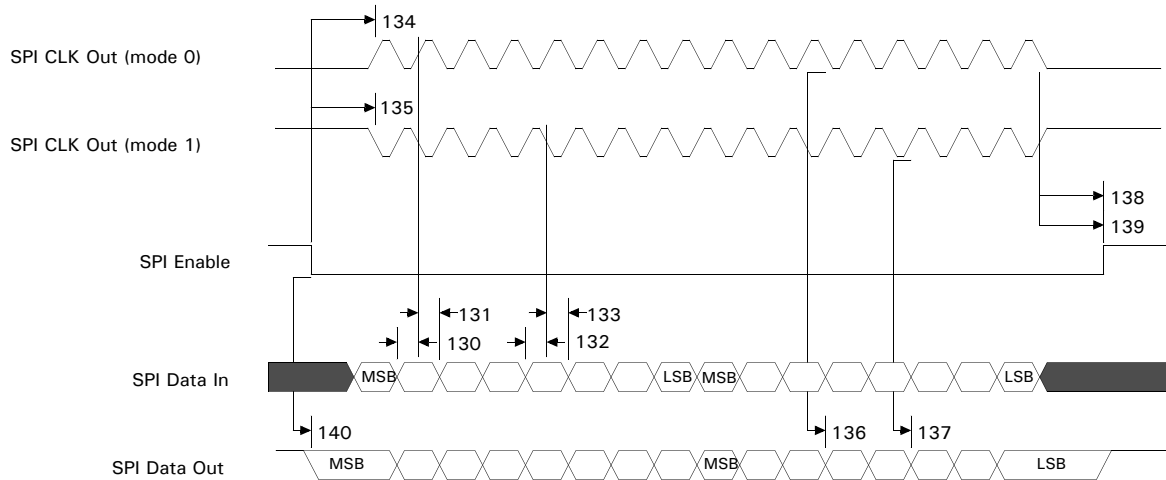 134
SPI CLK Out (mode 0)
135
SPI CLK Out (mode 1)
138
139
SPI Enable
131
133
130
132
SPI Data In
MSB
LSB
MSB
LSB
140
136
137
SPI Data Out
MSB
MSB
LSB